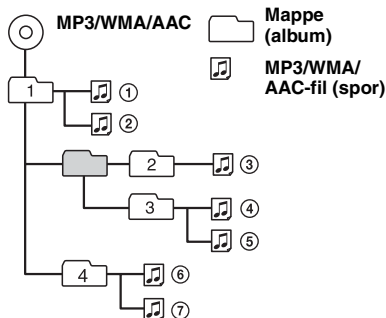 MP3/WMA/AAC
Mappe
(album)
MP3/WMA/
AAC-fil (spor)
1
①
②
2
③
3
④
⑤
4
⑥
⑦